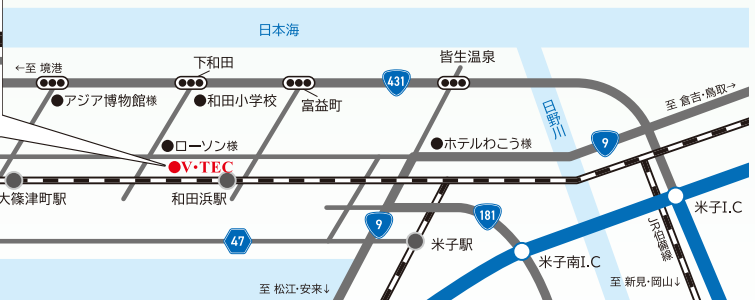 日本海
←至 境港
下和田
皆生温泉
431
アジア博物館様
和田小学校
富益町
至 倉吉・鳥取→
日野川
ローソン様
ホテルわこう様
9
V・TEC
大篠津町駅
和田浜駅
米子I.C
9
181
47
米子駅
JR伯備線
米子南I.C
至 松江・安来↓
至 新見・岡山↓